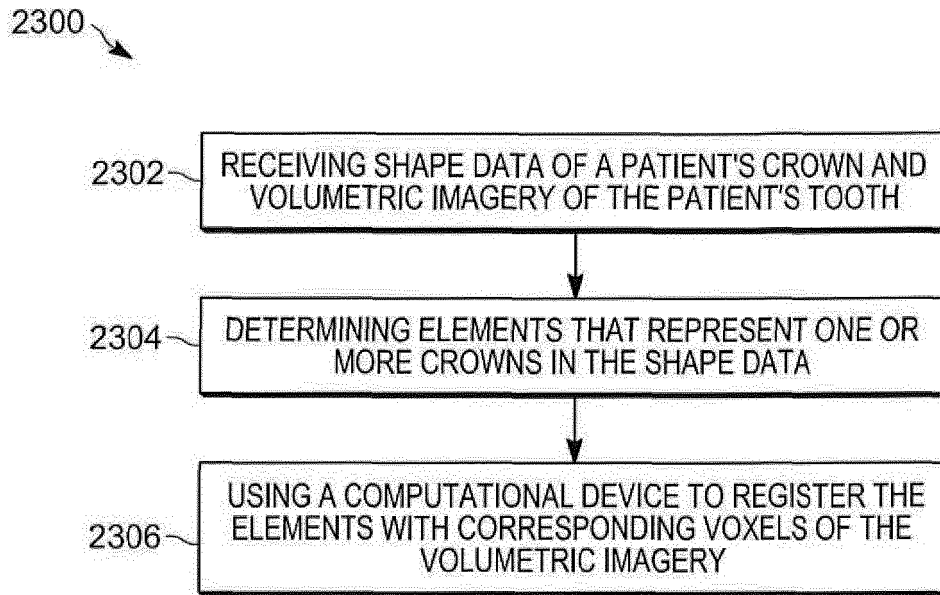 2300
2302
RECEIVING SHAPE DATA OF A PATIENT'S CROWN AND
VOLUMETRIC IMAGERY OF THE PATIENT'S TOOTH
2304
DETERMINING ELEMENTS THAT REPRESENT ONE OR
MORE CROWNS IN THE SHAPE DATA
2306
USING A COMPUTATIONAL DEVICE TO REGISTER THE
ELEMENTS WITH CORRESPONDING VOXELS OF THE
VOLUMETRIC IMAGERY